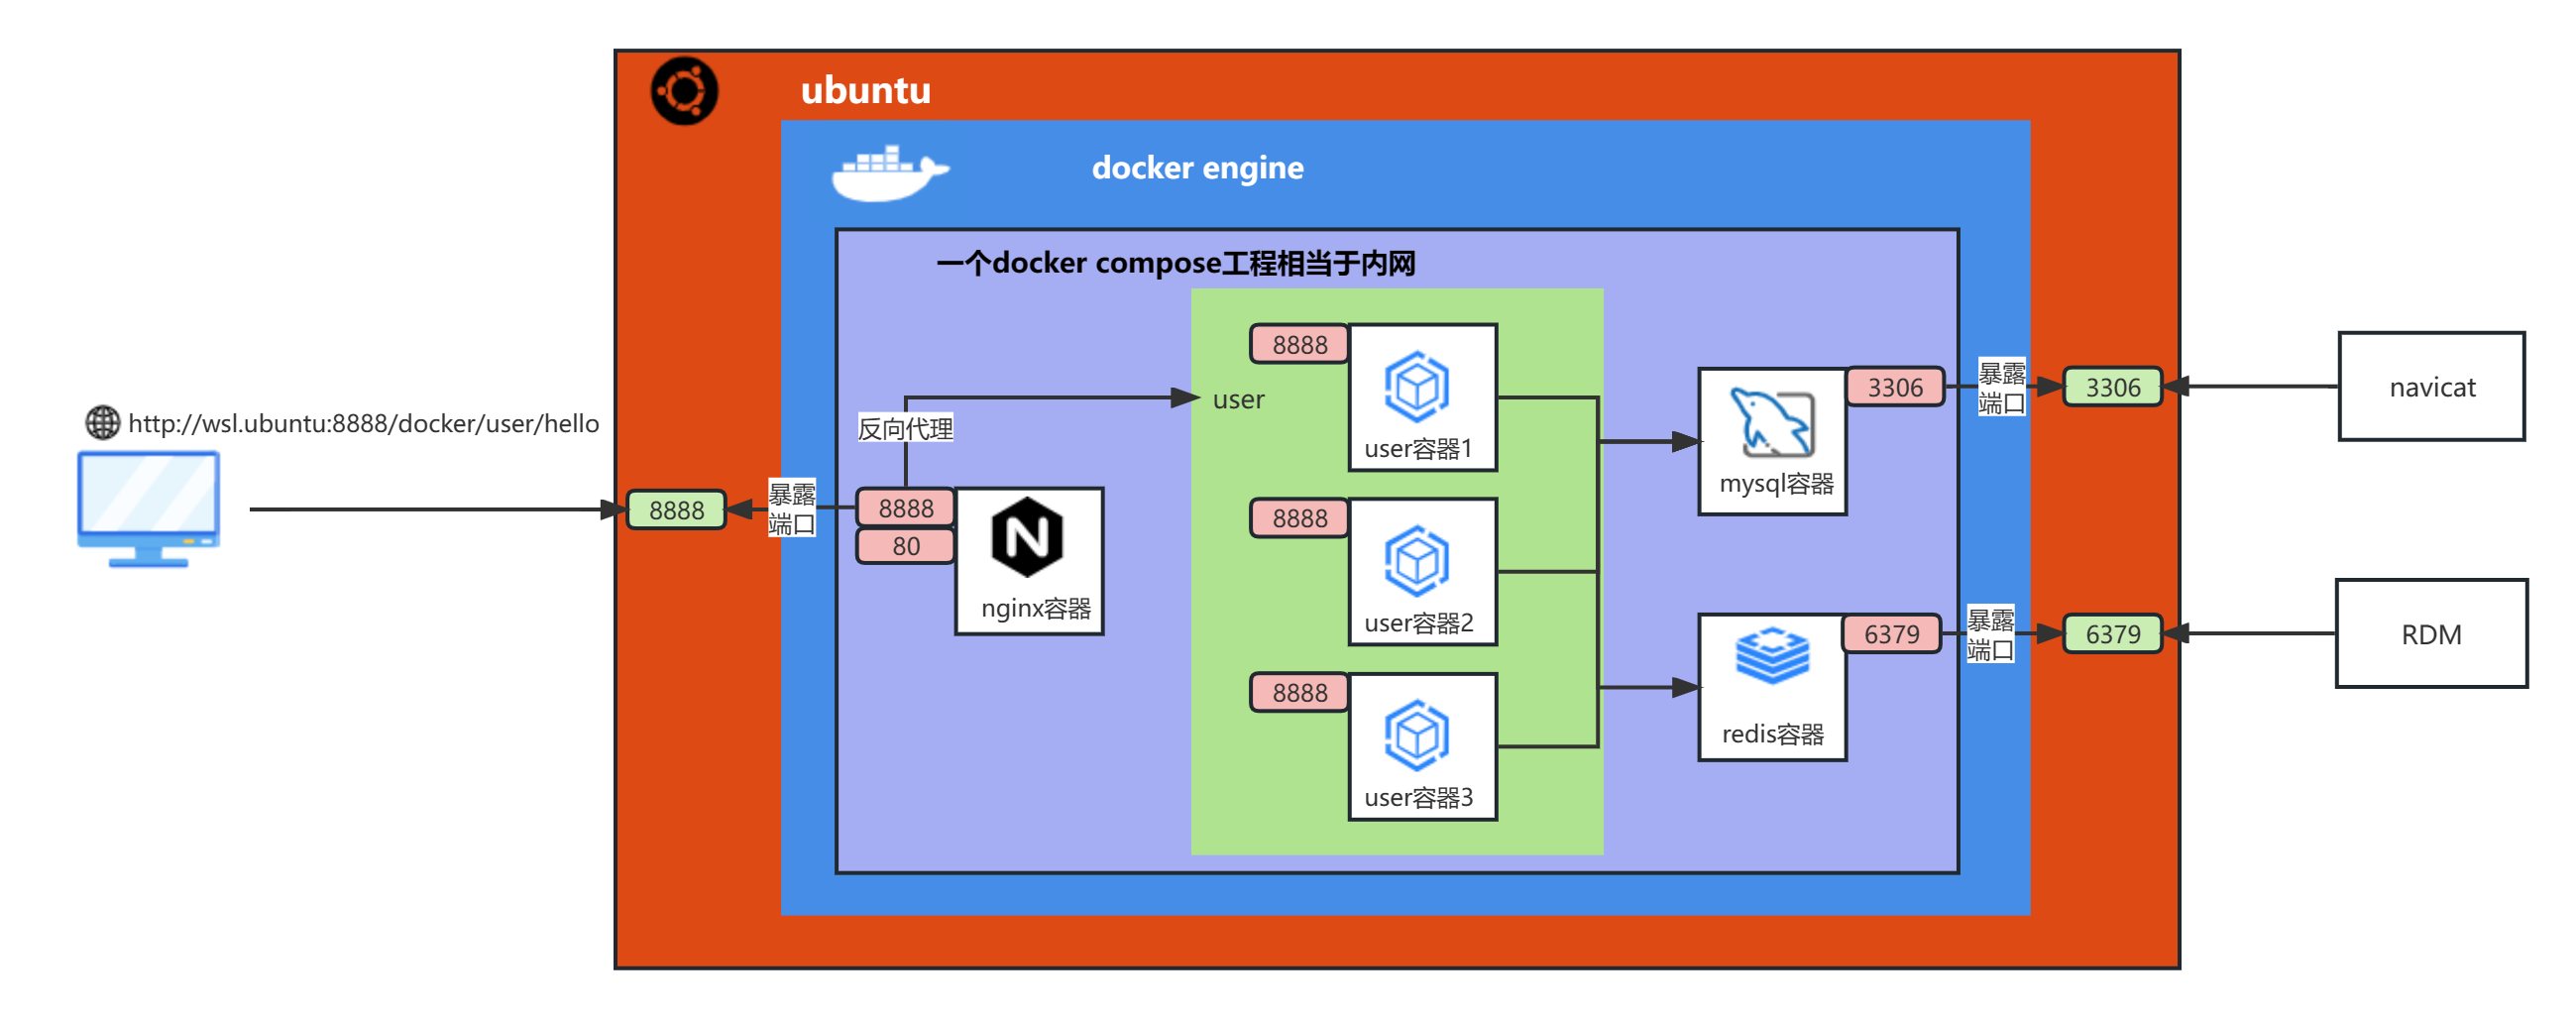 ubuntu
docker engine
一个docker compose工程相当于内网
http://wsl.ubuntu:8888/docker/user/hello
8888
暴露
端口
反向代理
8888
80
N
nginx容器
user
8888
user容器1
8888
user容器2
8888
user容器3
mysql容器
3306
暴露
端口
3306
navicat
redis容器
6379
暴露
端口
6379
RDM